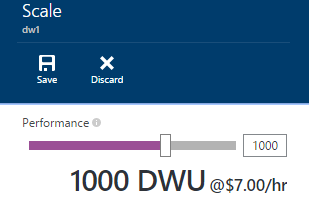 Scale
dw1
Save Discard
Performance
1000
1000 DWU @$7.00/hr